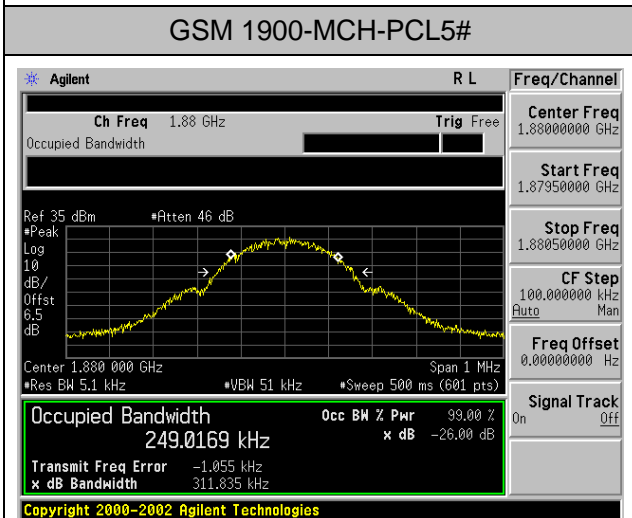 GSM 1900-MCH-PCL5#
Agilent R L Freq/Channel
Ch Freq 1.88 GHz Trig Free
Occupied Bandwidth
Center Freq
1.88000000 GHz
Start Freq
1.87950000 GHz
Stop Freq
1.88050000 GHz
CF Step
100.000000 kHz
Auto Man
Freq Offset
0.00000000 Hz
Signal Track
On Off
Ref 35 dBm #Atten 46 dB
#Peak
Log
10
dB/
Offst
6.5
dB
Center 1.880 000 GHz Span 1 MHz
#Res BW 5.1 kHz #VBW 51 kHz #Sweep 500 ms (601 pts)
Occupied Bandwidth Occ BW % Pwr 99.00 %
249.0169 kHz x dB -26.00 dB
Transmit Freq Error -1.055 kHz
x dB Bandwidth 311.835 kHz
Copyright 2000-2002 Agilent Technologies